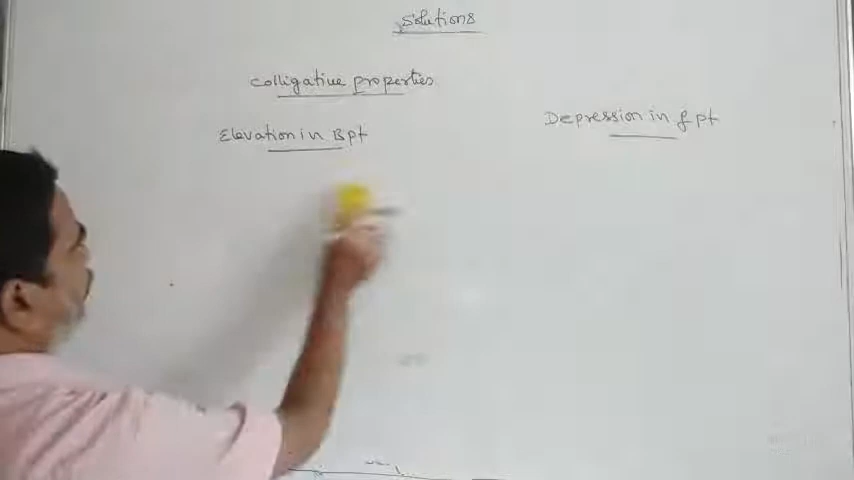 Solutions
Colligative properties
Elevation in Bpt
Depression in f pt